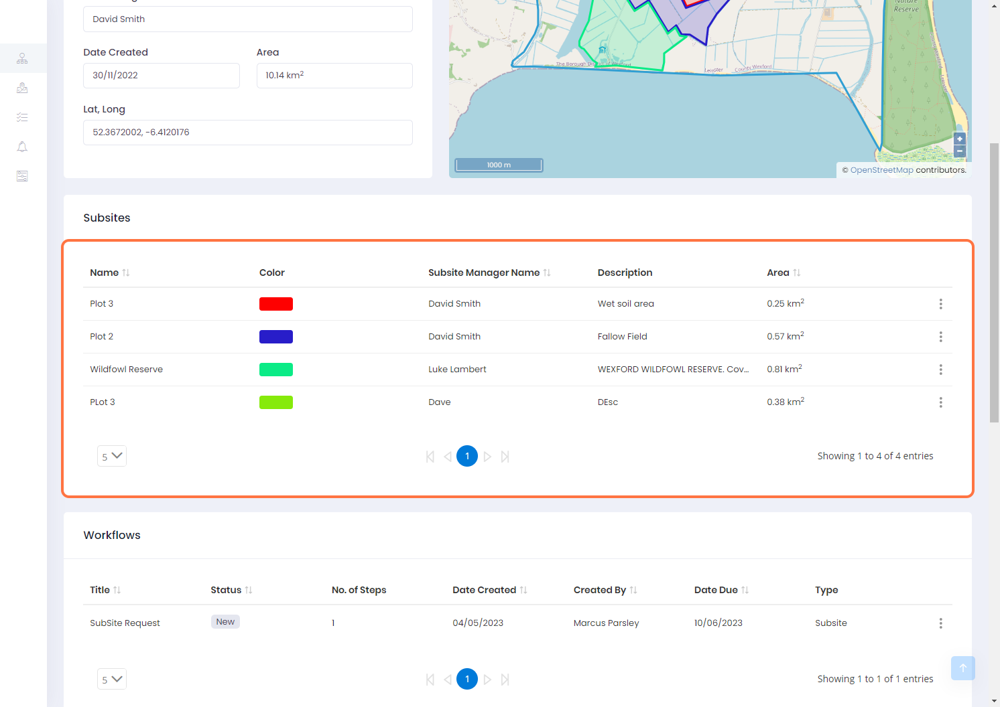 David Smith
Date Created
Area
30/11/2022
10.14 km2
Lat, Long
52.3672002, -6.4120176
Nature
Reserve
The Borough District of Wexford
Leinster
County Wexford
1000 m
+
−
© OpenStreetMap contributors.
Subsites
Name Color Subsite Manager Name Description Area
Plot 3 David Smith Wet soil area 0.25 km2
Plot 2 David Smith Fallow Field 0.57 km2
Wildfowl Reserve Luke Lambert WEXFORD WILDFOWL RESERVE. Cov... 0.81 km2
PLot 3 Dave DEsc 0.38 km2
5 1 Showing 1 to 4 of 4 entries
Workflows
Title Status No. of Steps Date Created Created By Date Due Type
SubSite Request New 1 04/05/2023 Marcus Parsley 10/06/2023 Subsite
5 1 Showing 1 to 1 of 1 entries